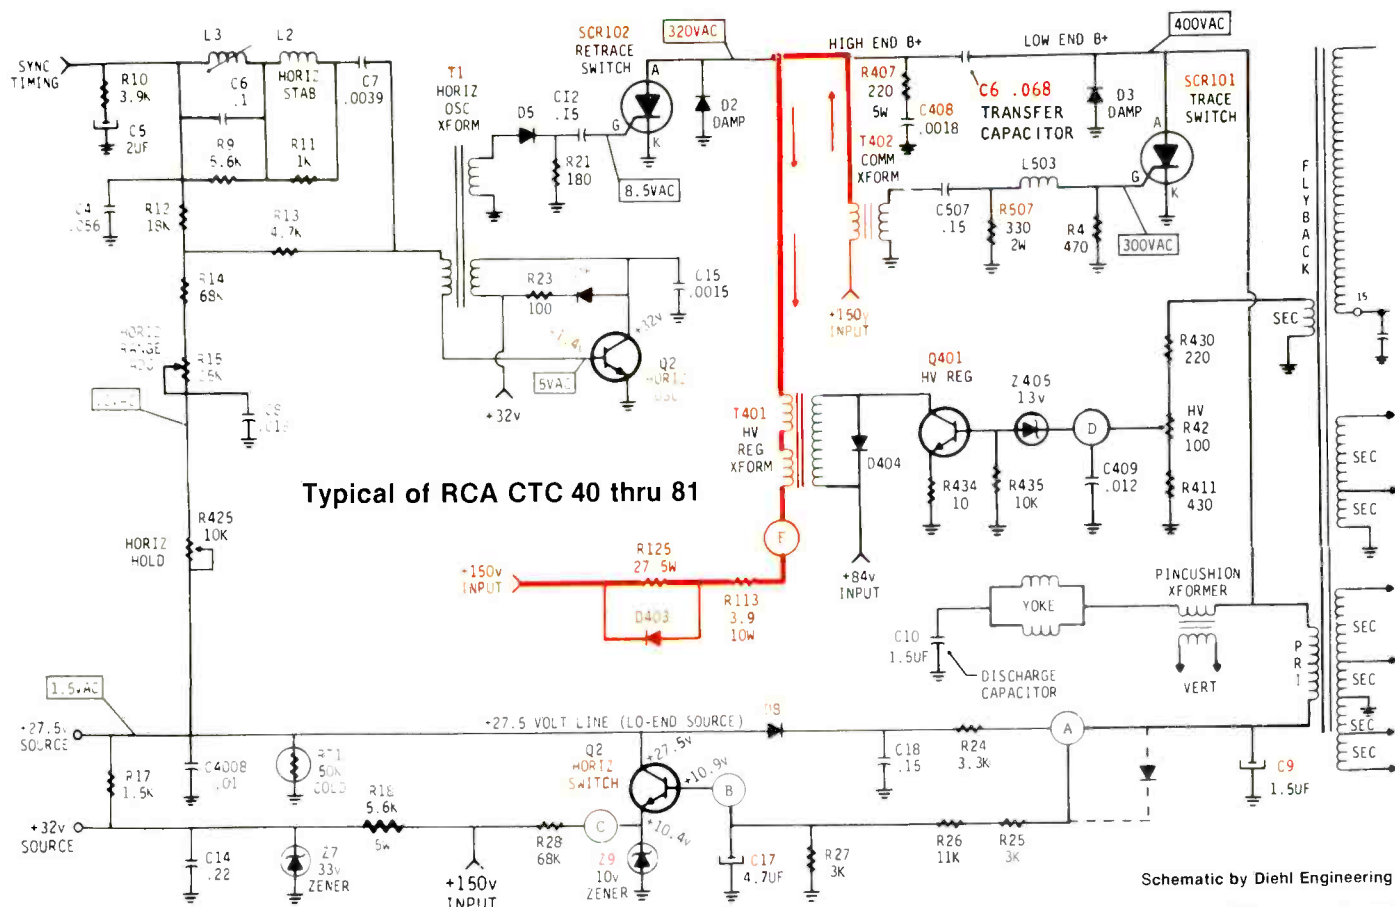 SYNC
TIMING
R10
3.9K
C5
2UF
L3
L2
HORIZ
STAB
C6
.1
C7
.0039
R9
5.6K
R11
1K
C4
.056
R12
18K
R13
4.7K
R14
68K
HORIZ
RANGE
R15
C8
R425
10K
HORIZ
HOLD
T1
HORIZ
OSC
XFORM
D5
C12
.15
R21
180
8.5VAC
SCR102
RETRACE
SWITCH
A
G
K
320VAC
D2
DAMP
R23
100
C15
.0015
+32v
Q2
HORIZ
OSC
5VAC
+32v
HIGH END B+
LOW END B+
400VAC
R407
220
5W
C408
.0018
C6 .068
TRANSFER
CAPACITOR
D3
DAMP
SCR101
TRACE
SWITCH
A
G
K
T402
COMM
XFORM
C507
.15
L503
R507
330
2W
R4
470
300VAC
+150v
INPUT
FLYBACK
15
SEC
T401
HV
REG
XFORM
D404
Q401
HV REG
Z405
13v
D
R430
220
HV
R42
100
R434
10
R435
10K
C409
.012
R411
430
+84v
INPUT
Typical of RCA CTC 40 thru 81
E
+150v
INPUT
R125
27 5W
D403
R113
3.9
10W
SEC
SEC
C10
1.5UF
YOKE
DISCHARGE
CAPACITOR
PINCUSHION
XFORMER
VERT
PRI
SEC
SEC
SEC
SEC
1.5VAC
+27.5v
SOURCE
+27.5 VOLT LINE (LO-END SOURCE)
D8
R17
1.5K
C4008
.01
RT1
50K
COLD
Q2
HORIZ
SWITCH
+27.5v
+10.9v
+10.4v
B
C18
.15
R24
3.3K
A
C9
1.5UF
+32v
SOURCE
C14
.22
Z7
33v
ZENER
R18
5.6K
5W
+150v
INPUT
R28
68K
C
Z9
10v
ZENER
C17
4.7UF
R27
3K
R26
11K
R25
3K
Schematic by Diehl Engineering